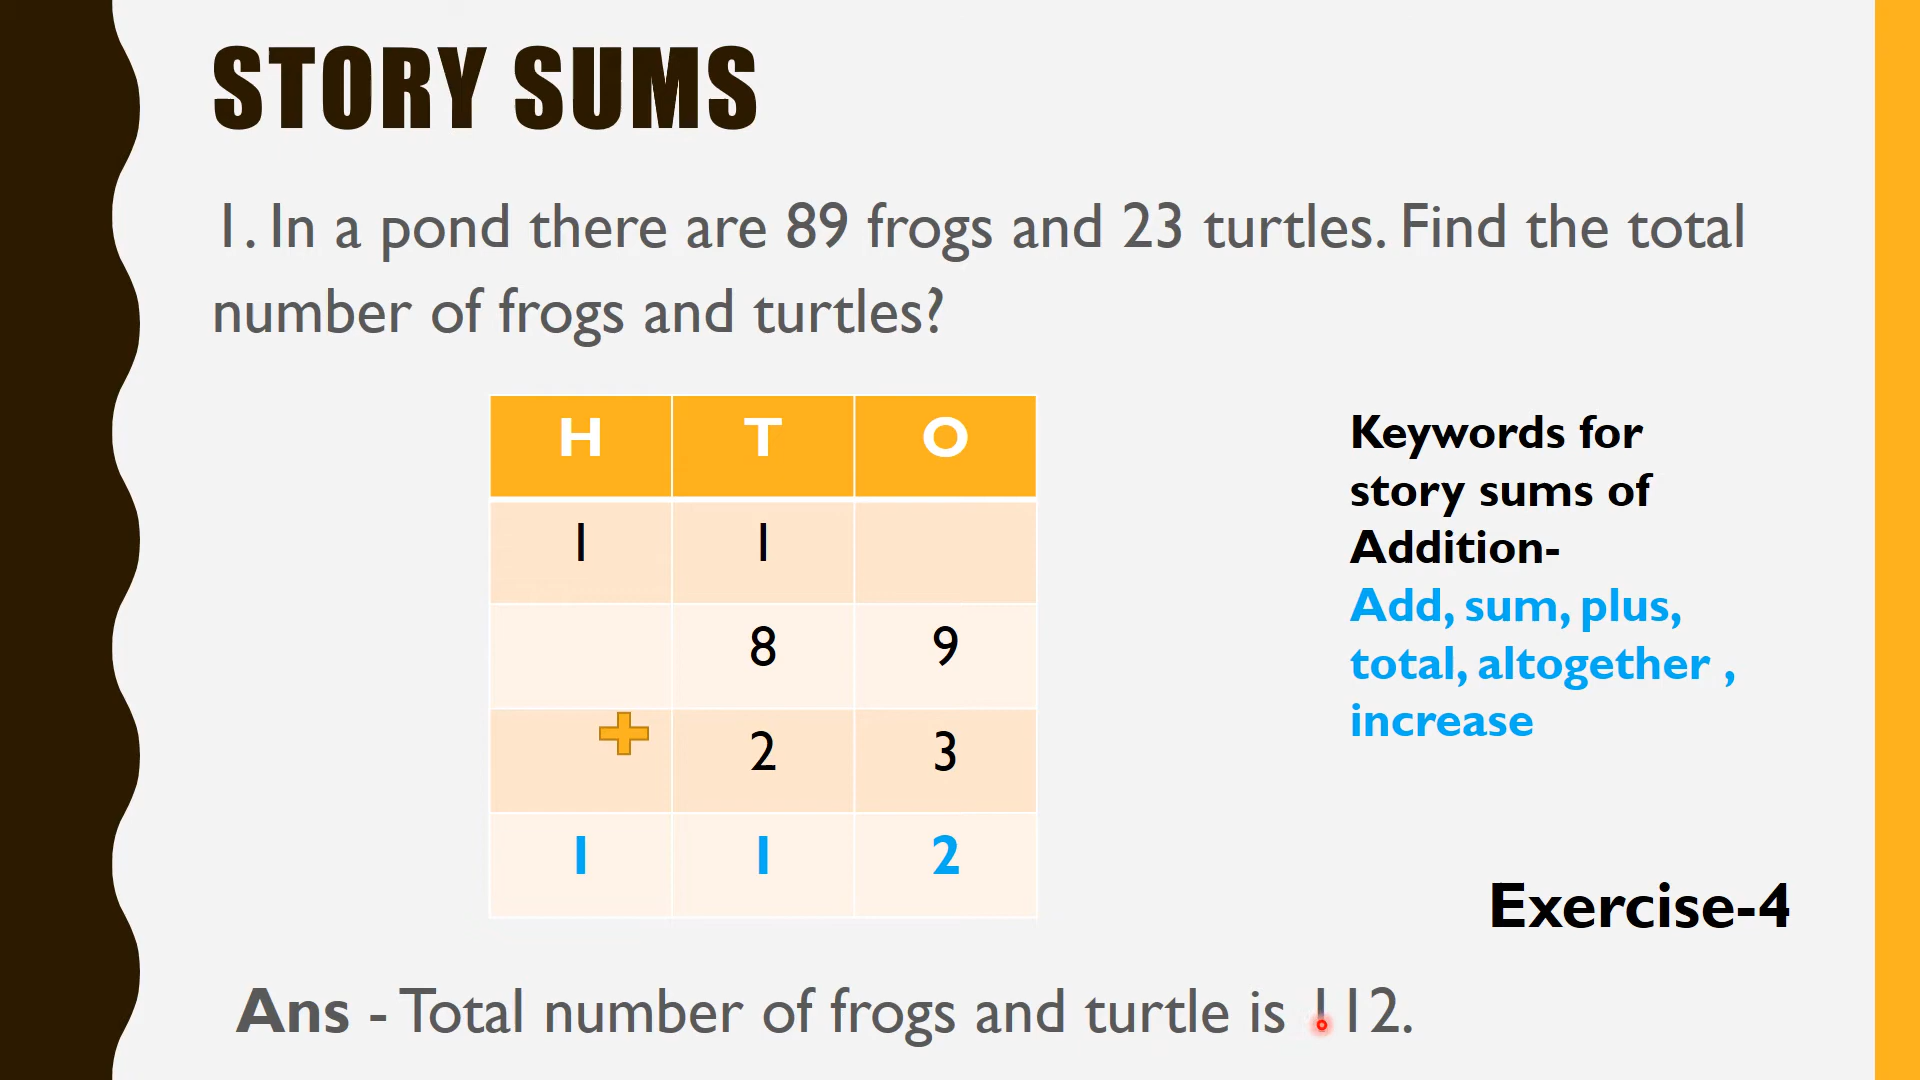 STORY SUMS
1. In a pond there are 89 frogs and 23 turtles. Find the total
number of frogs and turtles?
H T O
1 1
8 9
2 3
1 1 2
Keywords for
story sums of
Addition-
Add, sum, plus,
total, altogether ,
increase
Exercise-4
Ans - Total number of frogs and turtle is 112.